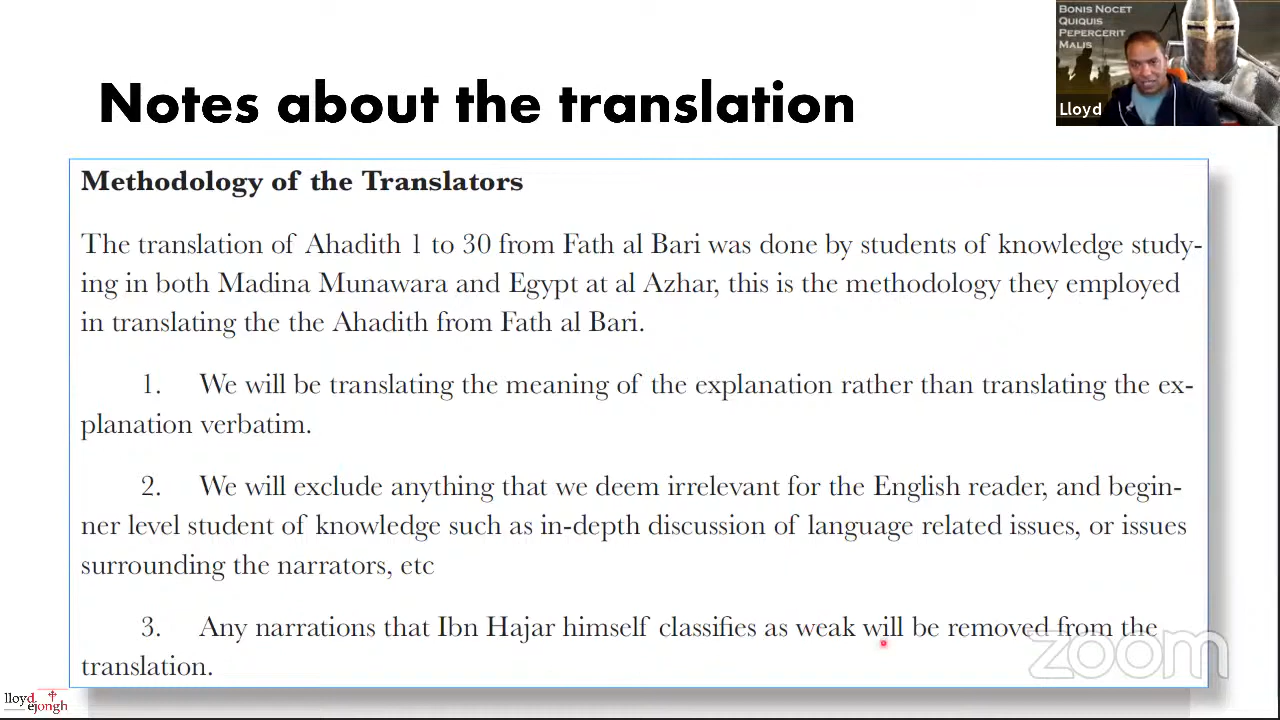 Bonis Nocet
Quiquis
Pepercerit
Malis
Lloyd
Notes about the translation
Methodology of the Translators
The translation of Ahadith 1 to 30 from Fath al Bari was done by students of knowledge study-
ing in both Madina Munawara and Egypt at al Azhar, this is the methodology they employed
in translating the the Ahadith from Fath al Bari.
1. We will be translating the meaning of the explanation rather than translating the ex-
planation verbatim.
2. We will exclude anything that we deem irrelevant for the English reader, and begin-
ner level student of knowledge such as in-depth discussion of language related issues, or issues
surrounding the narrators, etc
3. Any narrations that Ibn Hajar himself classifies as weak will be removed from the
translation.
zoom
lloyd
ejongh